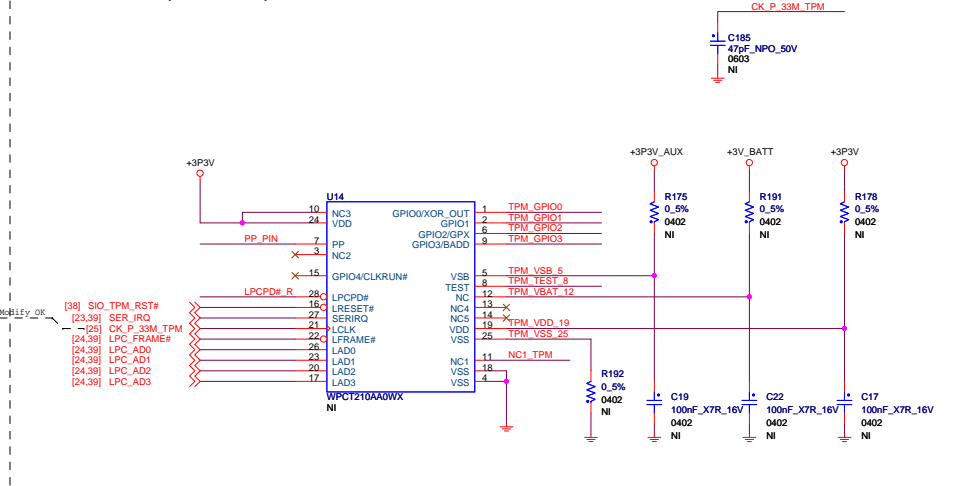 CK_P_33M_TPM
C185
47pF_NPO_50V
0603
NI
+3P3V
+3P3V_AUX
+3V_BATT
+3P3V
U14
R175
0_5%
0402
NI
R191
0_5%
0402
NI
R178
0_5%
0402
NI
10 NC3
24 VDD
PP_PIN 7 PP
3 NC2
15 GPIO4/CLKRUN#
LPCPD#_R 28 LPCPD#
[38] SIO_TPM_RST# 16 LRESET#
[23,39] SER_IRQ 27 SERIRQ
Modify OK
[25] CK_P_33M_TPM 21 LCLK
[24,39] LPC_FRAME# 22 LFRAME#
[24,39] LPC_AD0 26 LAD0
[24,39] LPC_AD1 23 LAD1
[24,39] LPC_AD2 20 LAD2
[24,39] LPC_AD3 17 LAD3
GPIO0/XOR_OUT 1 TPM_GPIO0
GPIO1 2 TPM_GPIO1
GPIO2/GPX 6 TPM_GPIO2
GPIO3/BADD 9 TPM_GPIO3
VSB 5 TPM_VSB_5
TEST 8 TPM_TEST_8
NC 12 TPM_VBAT_12
NC4 13
NC5 14
VDD 19 TPM_VDD_19
VSS 25 TPM_VSS_25
NC1 11 NC1_TPM
VSS 18
VSS 4
WPCT210AA0WX
NI
R192
0_5%
0402
NI
C19
100nF_X7R_16V
0402
NI
C22
100nF_X7R_16V
0402
NI
C17
100nF_X7R_16V
0402
NI